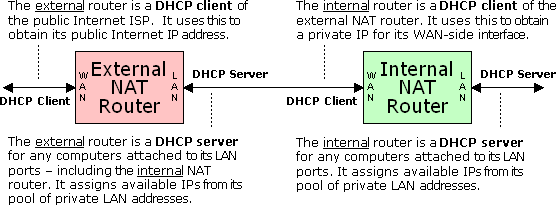 The external router is a DHCP client of
the public Internet ISP. It uses this to
obtain its public Internet IP address.
The internal router is a DHCP client of the
external NAT router. It uses this to obtain
a private IP for its WAN-side interface.
WAN
External
NAT
Router
LAN
DHCP Server
WAN
Internal
NAT
Router
LAN
DHCP Server
DHCP Client
DHCP Client
The external router is a DHCP server
for any computers attached to its LAN
ports – including the internal NAT
router. It assigns available IPs from its
pool of private LAN addresses.
The internal router is a DHCP server
for any computers attached to its LAN
ports. It assigns available IPs from its
pool of private LAN addresses.